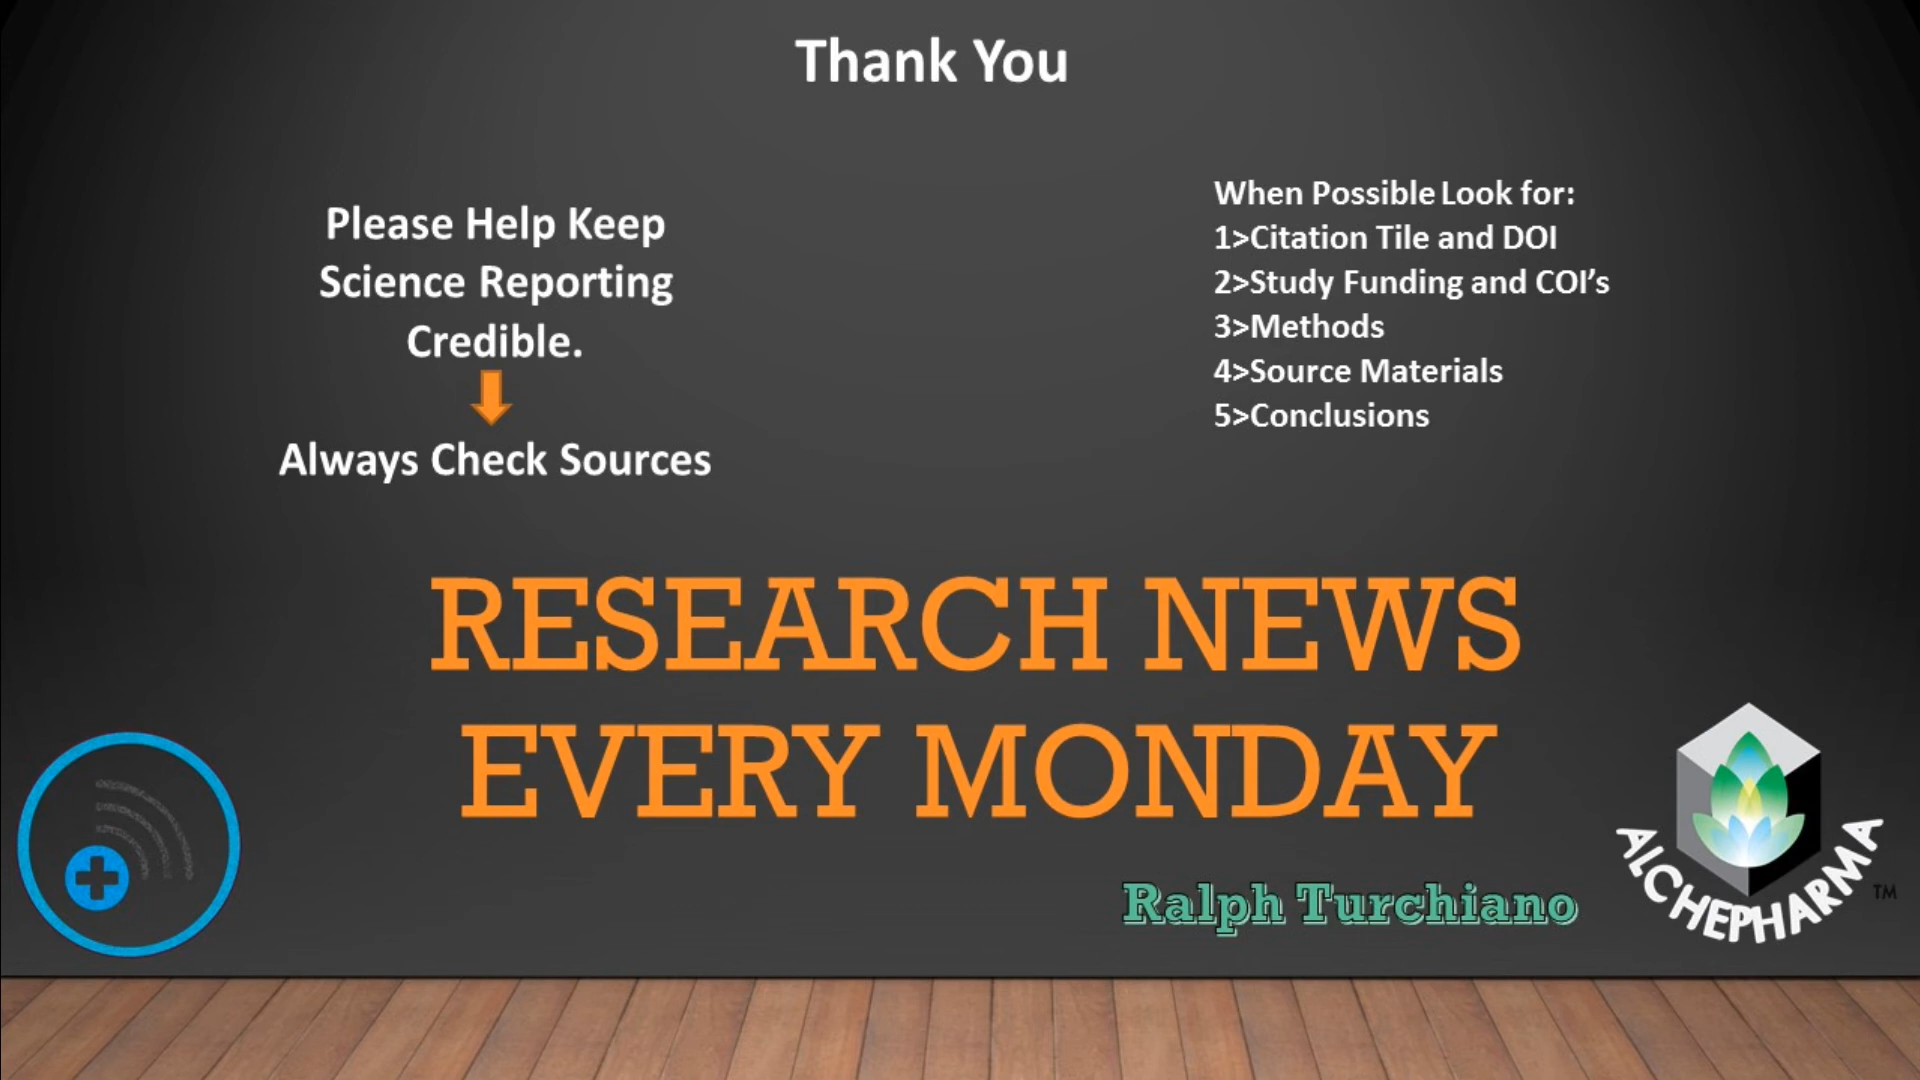 Thank You
Please Help Keep
Science Reporting
Credible.
Always Check Sources
When Possible Look for:
1>Citation Tile and DOI
2>Study Funding and COI’s
3>Methods
4>Source Materials
5>Conclusions
RESEARCH NEWS
EVERY MONDAY
Ralph Turchiano
ALCHEPHARMA TM